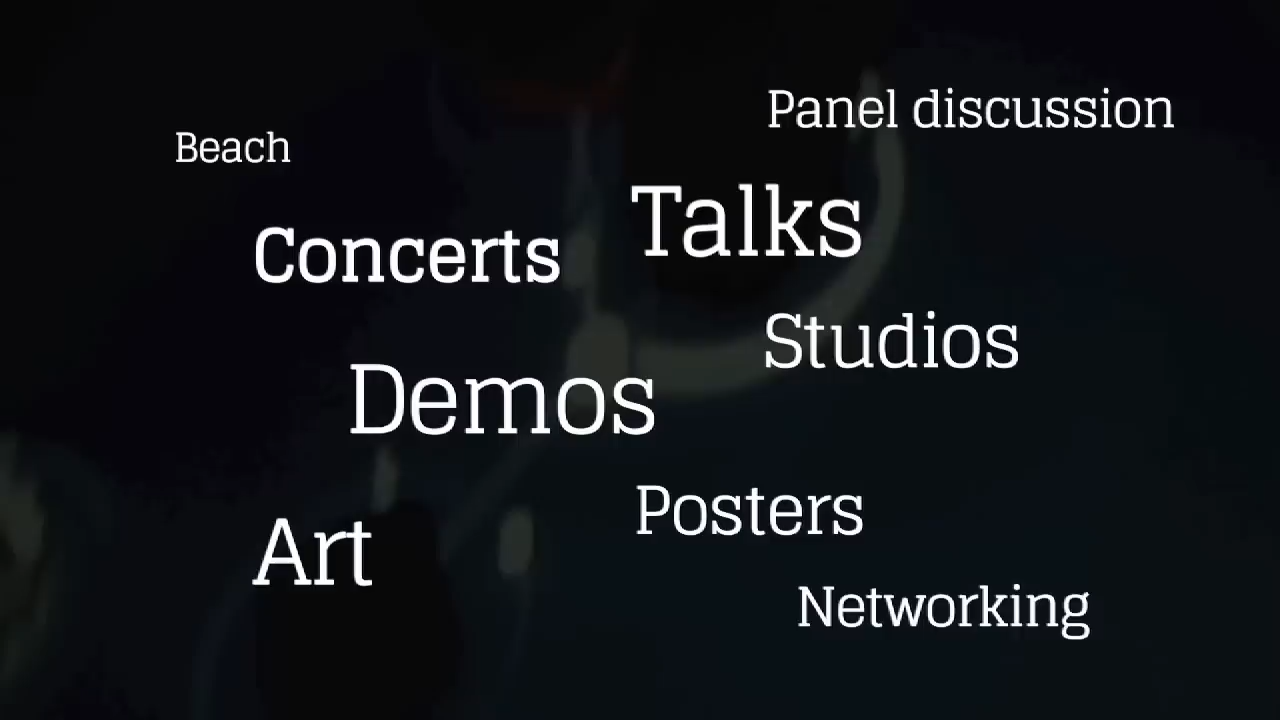 Panel discussion
Beach
Talks
Concerts
Studios
Demos
Posters
Art
Networking